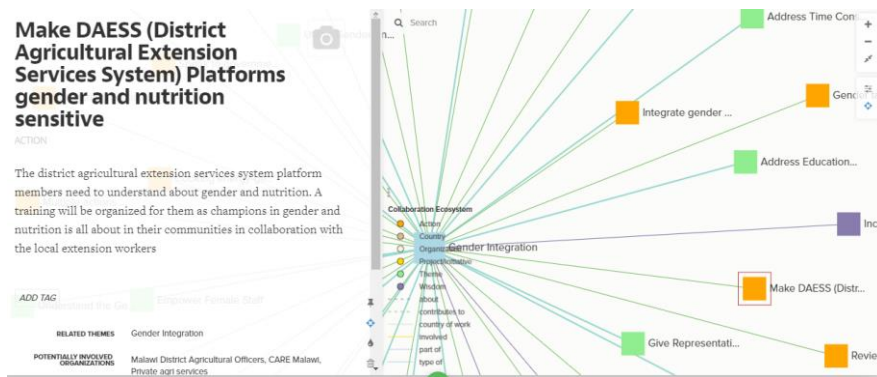 Make DAESS (District
Agricultural Extension
Services System) Platforms
gender and nutrition
sensitive
ACTION
The district agricultural extension services system platform
members need to understand about gender and nutrition. A
training will be organized for them as champions in gender and
nutrition is all about in their communities in collaboration with
the local extension workers
ADD TAG
Empower Female Staff
RELATED THEMES Gender Integration
POTENTIALLY INVOLVED
ORGANIZATIONS Malawi District Agricultural Officers, CARE Malawi,
Private agri services
Search
Address Time Con...
Integrate gender ...
Address Education...
Collaboration Ecosystem
Action
Country
Gender Integration
Project/Initiative
Theme
Wisdom
about
contributes to
country of work
involved
part of
type of
Inc
Make DAESS (Distr...
Give Representati...
Revie